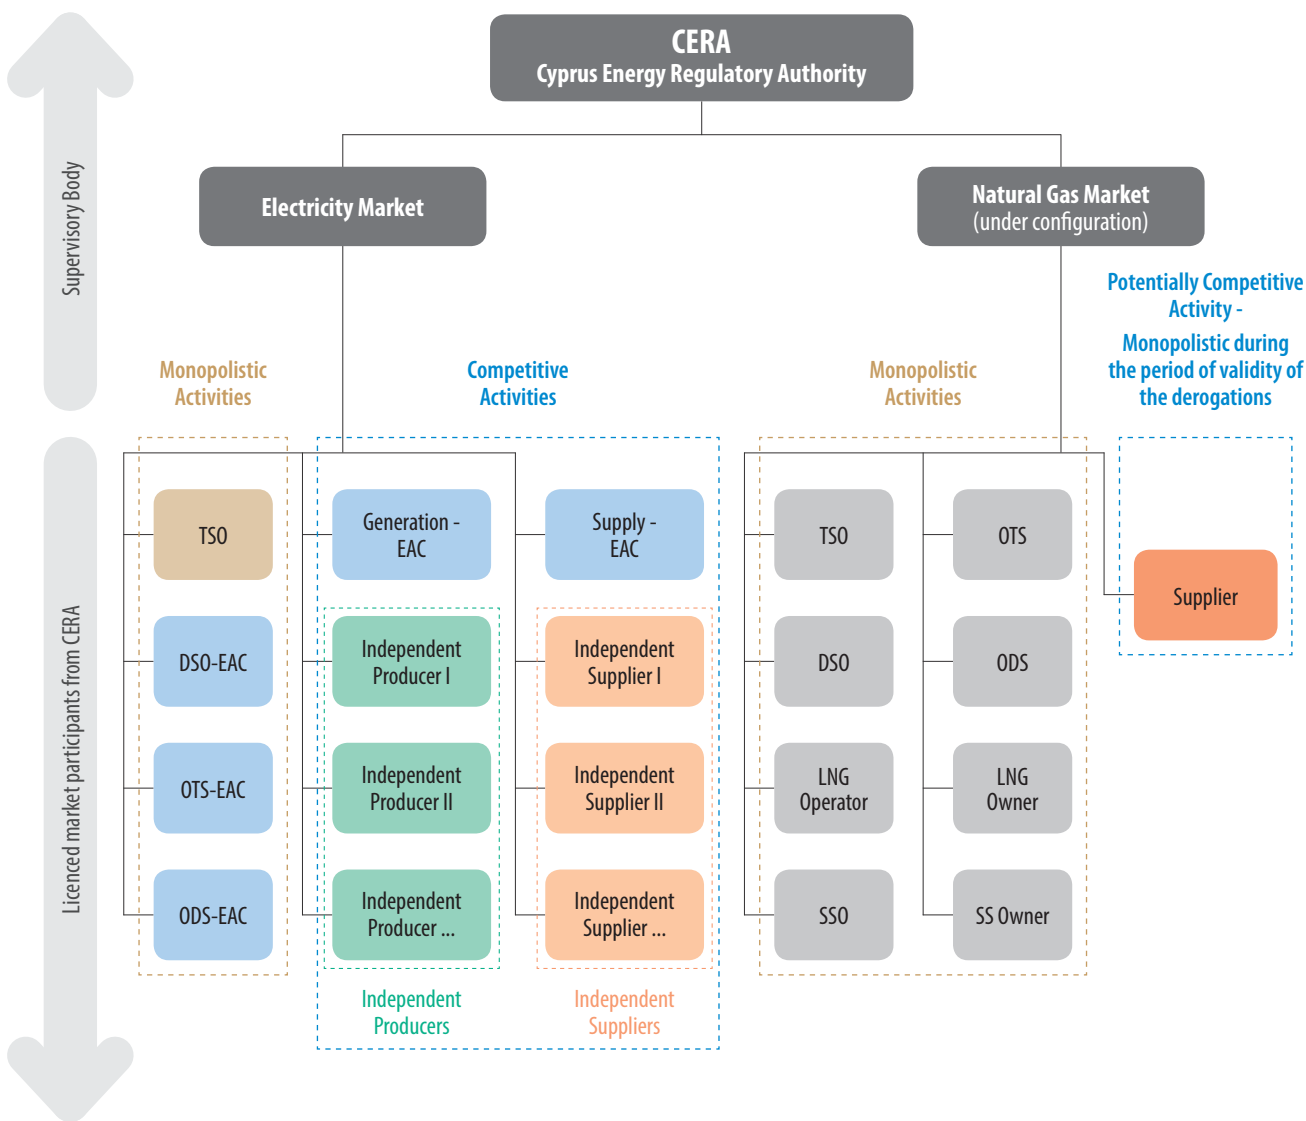 CERA
Cyprus Energy Regulatory Authority
Supervisory Body
Electricity Market
Natural Gas Market
(under configuration)
Potentially Competitive
Activity -
Monopolistic during
the period of validity of
the derogations
Monopolistic
Activities
Competitive
Activities
Monopolistic
Activities
Licenced market participants from CERA
TSO
Generation -
EAC
Supply -
EAC
TSO
OTS
Supplier
DSO-EAC
Independent
Producer I
Independent
Supplier I
DSO
ODS
OTS-EAC
Independent
Producer II
Independent
Supplier II
LNG
Operator
LNG
Owner
ODS-EAC
Independent
Producer ...
Independent
Supplier ...
SSO
SS Owner
Independent
Producers
Independent
Suppliers